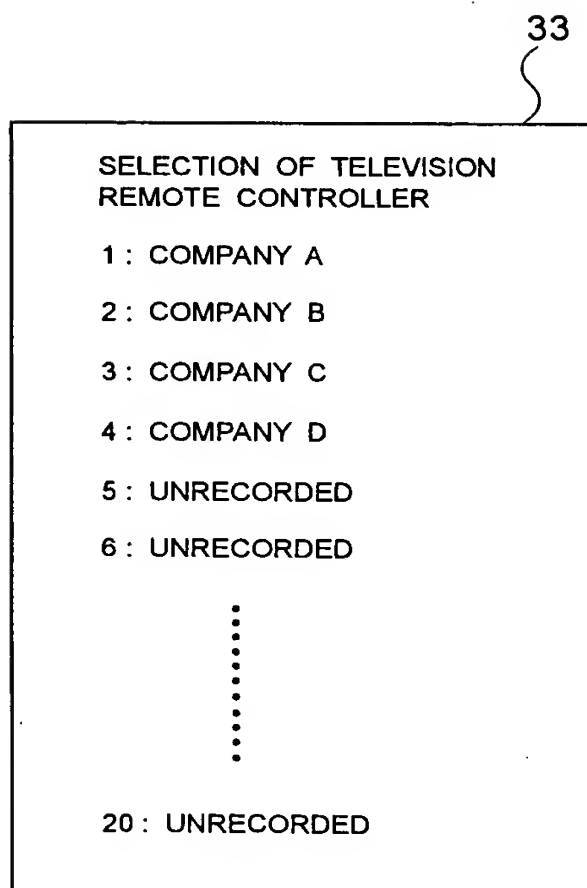 33
SELECTION OF TELEVISION
REMOTE CONTROLLER
1 : COMPANY A
2 : COMPANY B
3 : COMPANY C
4 : COMPANY D
5 : UNRECORDED
6 : UNRECORDED
20 : UNRECORDED